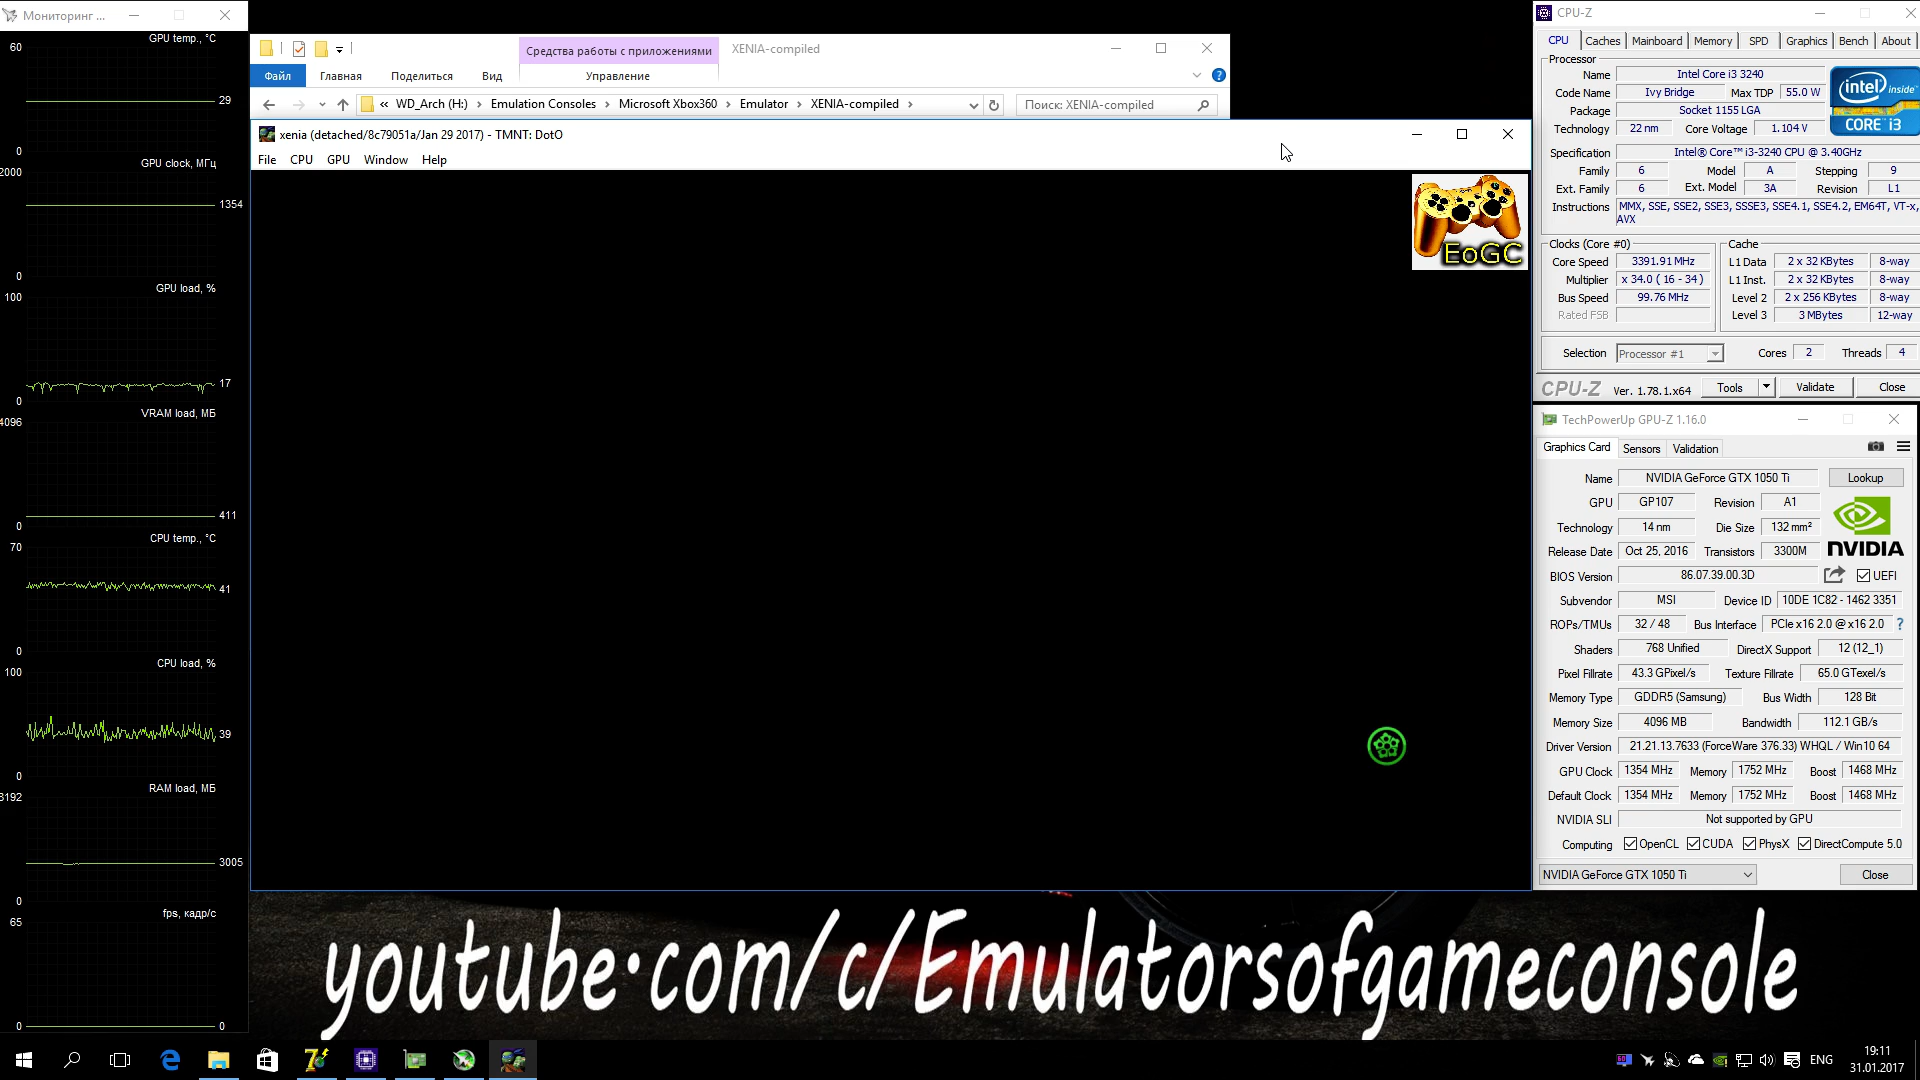 Мониторинг ...
GPU temp., °C
60
29
0
GPU clock, МГц
2000
1354
0
GPU load, %
100
17
0
VRAM load, МБ
4096
411
0
CPU temp., °C
70
41
0
CPU load, %
100
39
0
RAM load, МБ
3192
3005
0
fps, кадр/с
65
0
0
Средства работы с приложениями
XENIA-compiled
Файл
Главная
Поделиться
Вид
Управление
« WD_Arch (H:) › Emulation Consoles › Microsoft Xbox360 › Emulator › XENIA-compiled ›
Поиск: XENIA-compiled
xenia (detached/8c79051a/Jan 29 2017) - TMNT: DotO
File CPU GPU Window Help
EoGC
CPU-Z
CPU Caches Mainboard Memory SPD Graphics Bench About
Processor
Name Intel Core i3 3240
Code Name Ivy Bridge Max TDP 55.0 W
Package Socket 1155 LGA
Technology 22 nm Core Voltage 1.104 V
intel inside™
CORE i3
Specification Intel® Core™ i3-3240 CPU @ 3.40GHz
Family 6 Model A Stepping 9
Ext. Family 6 Ext. Model 3A Revision L1
Instructions MMX, SSE, SSE2, SSE3, SSSE3, SSE4.1, SSE4.2, EM64T, VT-x,
AVX
Clocks (Core #0)
Core Speed 3391.91 MHz
Multiplier x 34.0 ( 16 - 34 )
Bus Speed 99.76 MHz
Rated FSB
Cache
L1 Data 2 x 32 KBytes 8-way
L1 Inst. 2 x 32 KBytes 8-way
Level 2 2 x 256 KBytes 8-way
Level 3 3 MBytes 12-way
Selection Processor #1 Cores 2 Threads 4
CPU-Z Ver. 1.78.1.x64 Tools Validate Close
TechPowerUp GPU-Z 1.16.0
Graphics Card Sensors Validation
Name NVIDIA GeForce GTX 1050 Ti Lookup
GPU GP107 Revision A1
Technology 14 nm Die Size 132 mm²
Release Date Oct 25, 2016 Transistors 3300M
NVIDIA
BIOS Version 86.07.39.00.3D UEFI
Subvendor MSI Device ID 10DE 1C82 - 1462 3351
ROPs/TMUs 32 / 48 Bus Interface PCIe x16 2.0 @ x16 2.0 ?
Shaders 768 Unified DirectX Support 12 (12_1)
Pixel Fillrate 43.3 GPixel/s Texture Fillrate 65.0 GTexel/s
Memory Type GDDR5 (Samsung) Bus Width 128 Bit
Memory Size 4096 MB Bandwidth 112.1 GB/s
Driver Version 21.21.13.7633 (ForceWare 376.33) WHQL / Win10 64
GPU Clock 1354 MHz Memory 1752 MHz Boost 1468 MHz
Default Clock 1354 MHz Memory 1752 MHz Boost 1468 MHz
NVIDIA SLI Not supported by GPU
Computing OpenCL CUDA PhysX DirectCompute 5.0
NVIDIA GeForce GTX 1050 Ti Close
youtube.com/c/Emulatorsofgameconsole
ENG
19:11
31.01.2017